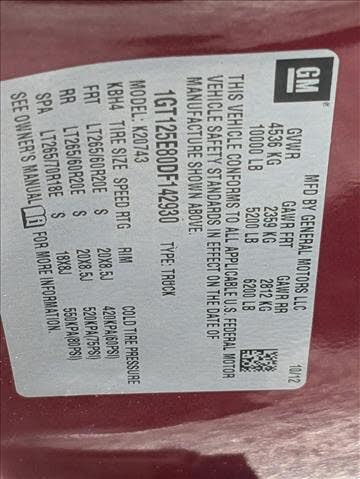 GM
MFD BY GENERAL MOTORS LLC 10/12
GVWR GAWR FRT GAWR RR
4536 KG 2359 KG 2812 KG
10000 LB 5200 LB 6200 LB
THIS VEHICLE CONFORMS TO ALL APPLICABLE U.S. FEDERAL MOTOR
VEHICLE SAFETY STANDARDS IN EFFECT ON THE DATE OF
MANUFACTURE SHOWN ABOVE.
1GT125E80DF142930 TYPE: TRUCK
MODEL: K20743
KBH4 TIRE SIZE SPEED RTG RIM COLD TIRE PRESSURE
FRT LT265/60R20E S 20X8.5J 420KPA(60PSI)
RR LT265/60R20E S 20X8.5J 520KPA(75PSI)
SPA LT265/70R18E S 18X8J 550KPA(80PSI)
SEE OWNER'S MANUAL FOR MORE INFORMATION.